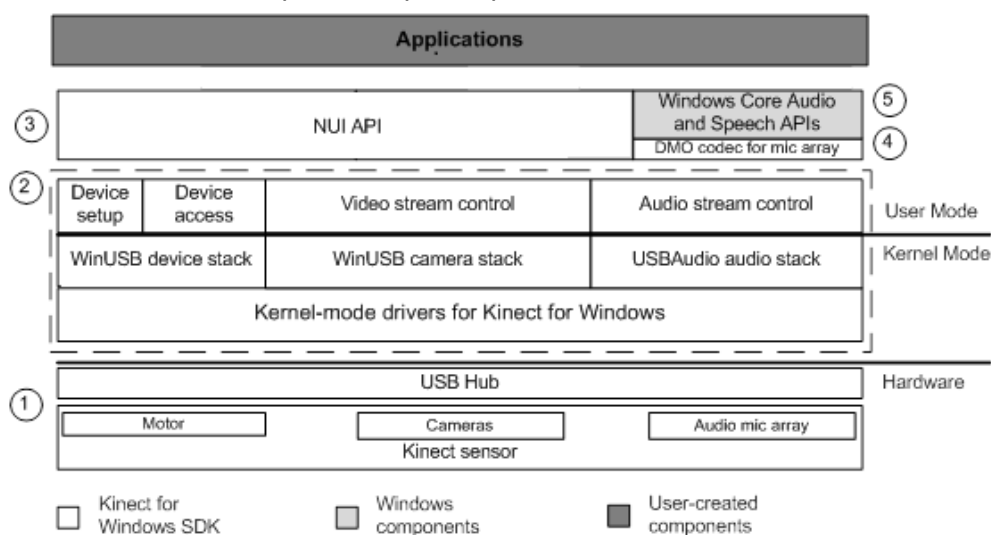 Applications
5
Windows Core Audio
and Speech APIs
3
NUI API
4
DMO codec for mic array
2
Device
setup
Device
access
Video stream control
Audio stream control
User Mode
WinUSB device stack
WinUSB camera stack
USBAudio audio stack
Kernel Mode
Kernel-mode drivers for Kinect for Windows
USB Hub
Hardware
1
Motor
Cameras
Audio mic array
Kinect sensor
Kinect for
Windows SDK
Windows
components
User-created
components